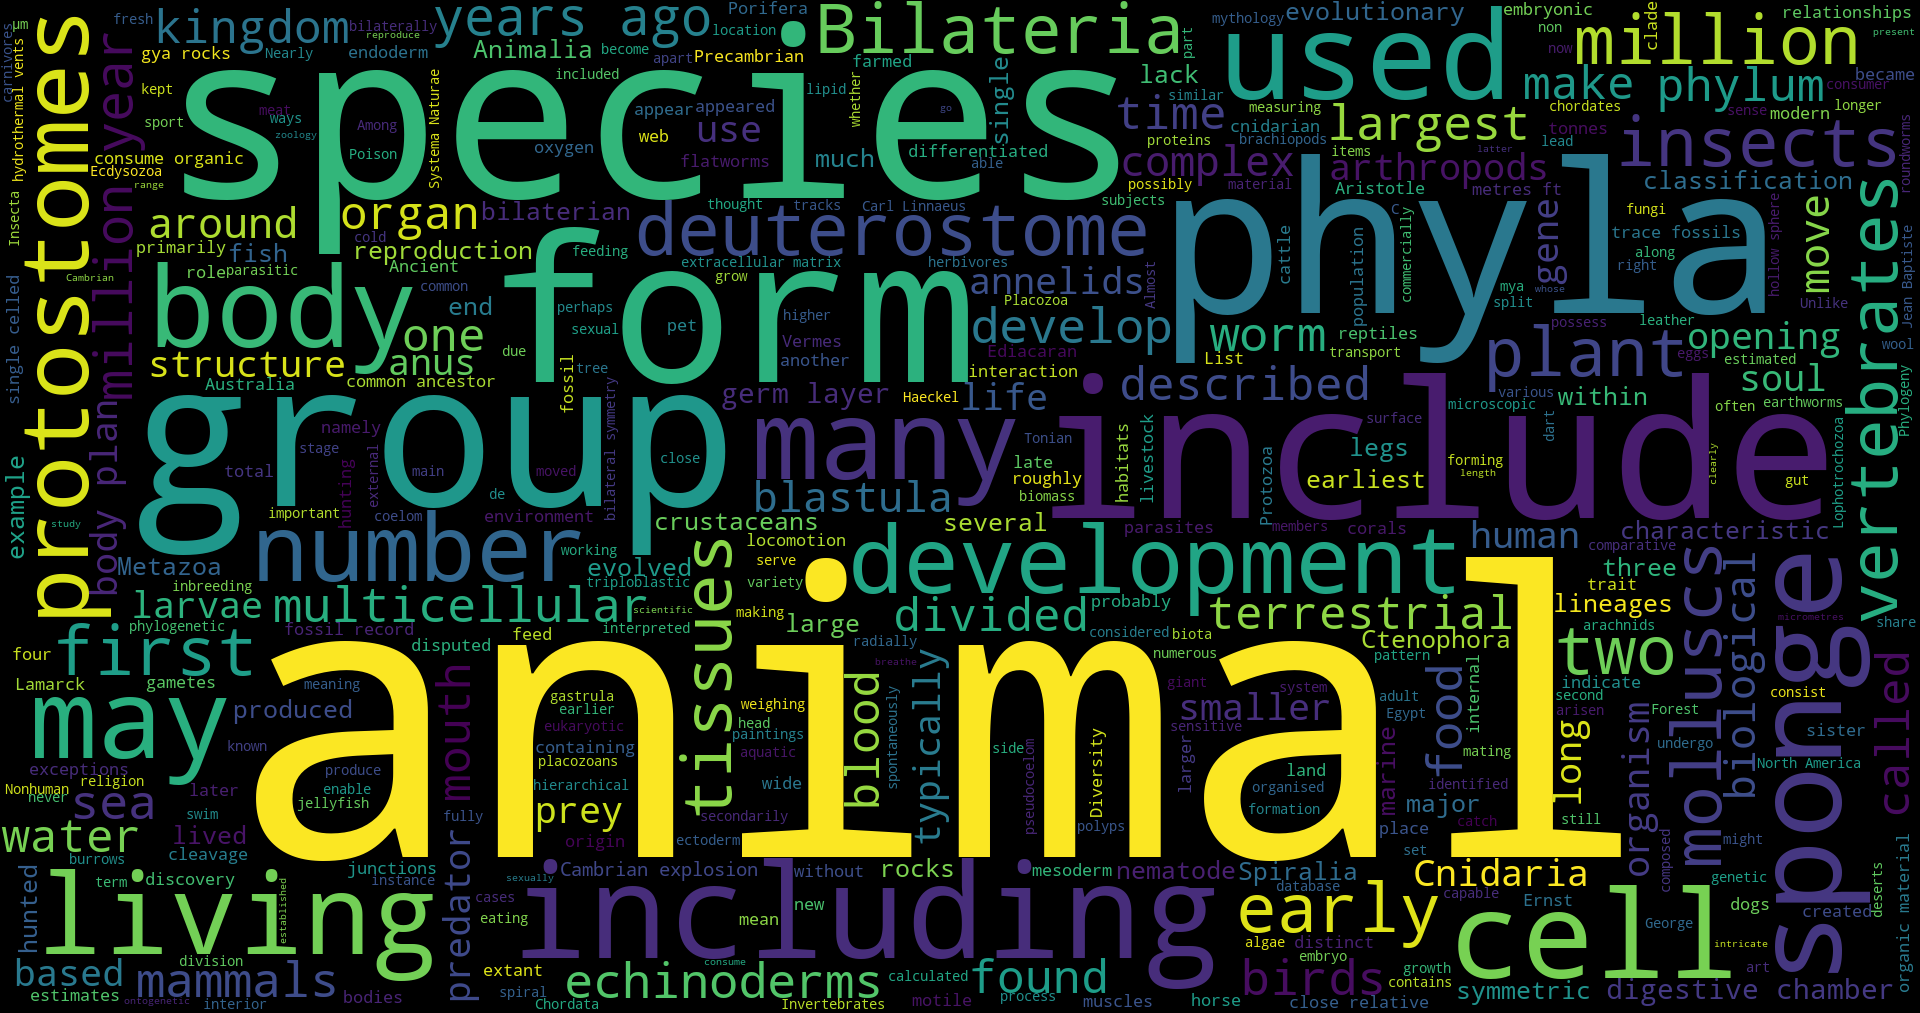 animal
species
phyla
form
group
include
used
many
including
body
may
cell
living
development
sponge
number
protostomes
Bilateria
million
first
two
early
deuterostome
plant
insects
vertebrates
molluscs
tissues
kingdom
years ago
make
phylum
largest
time
complex
arthropods
use
organ
around
million year
body plan
structure
one
anus
develop
annelids
worm
described
life
blastula
germ layer
multicellular
larvae
divided
terrestrial
human
opening
soul
move
gene
legs
earliest
within
classification
characteristic
biological
organism
called
long
food
smaller
blood
typically
prey
mouth
predator
sea
water
mammals
based
echinoderms
found
birds
symmetric
digestive chamber
Cnidaria
Spiralia
major
marine
lineages
three
Ctenophora
large
several
crustaceans
evolved
Metazoa
produced
lived
hunted
example
fish
bilaterian
reproduction
end
much
lack
single
evolutionary
relationships
embryonic
non
clade
became
consumer
modern
longer
chordates
tonnes
lead
sense
measuring
items
brachiopods
cnidarian
proteins
similar
latter
metres ft
Aristotle
material
possibly
subjects
differentiated
able
go
whether
lipid
farmed
part
mythology
Porifera
location
Precambrian
apart
become
included
appear
appeared
web
flatworms
oxygen
Animalia
endoderm
bilaterally
reproduce
fresh
μm
carnivores
hydrothermal vents
Insecta
gya rocks
Nearly
kept
meat
sport
ways
zoology
Among
Poison
Systema Naturae
consume organic
Ecdysozoa
range
primarily
role
parasitic
Cambrian
cold
Ancient
common
feeding
thought
tracks
Carl Linnaeus
extracellular matrix
herbivores
grow
Placozoa
Almost
perhaps
sexual
pet
higher
Vermes
another
due
Ediacaran
interaction
List
transport
reptiles
population
cattle
commercially
C
mya
split
fungi
trace fossils
along
right
hollow sphere
Unlike
whose
possess
leather
eggs
estimated
wool
Jean Baptiste
roundworms
present
now
Phylogeny
various
often
earthworms
microscopic
dart
surface
forming
length
clearly
gut
Lophotrochozoa
Protozoa
livestock
habitats
Tonian
late
roughly
biomass
parasites
members
corals
comparative
Haeckel
tree
fossil
common ancestor
Australia
single celled
namely
stage
total
hunting
external
main
moved
close
bilateral symmetry
de
important
coelom
environment
working
triploblastic
variety
locomotion
serve
scientific
interpreted
making
inbreeding
phylogenetic
fossil record
disputed
feed
study
four
Lamarck
gametes
meaning
known
exceptions
religion
Nonhuman
never
later
produce
enable
jellyfish
swim
cleavage
burrows
term
discovery
junctions
instance
established
division
estimates
ontogenetic
interior
bodies
extant
spiral
Chordata
eating
cases
sexually
Cambrian explosion
without
rocks
mean
new
consume
calculated
Invertebrates
motile
process
muscles
horse
close relative
contains
growth
embryo
distinct
algae
database
capable
Ernst
George
dogs
genetic
intricate
art
created
deserts
organic material
nematode
mesoderm
ectoderm
secondarily
origin
fully
hierarchical
placozoans
containing
eukaryotic
earlier
gastrula
weighing
head
paintings
aquatic
wide
spontaneously
radially
breathe
side
pseudocoelom
polyps
Diversity
larger
sensitive
giant
system
land
organised
formation
internal
mating
adult
Egypt
pattern
identified
catch
place
set
still
arisen
second
indicate
arachnids
trait
share
micrometres
consist
sister
North America
Forest
undergo
composed
might
considered
biota
numerous
probably